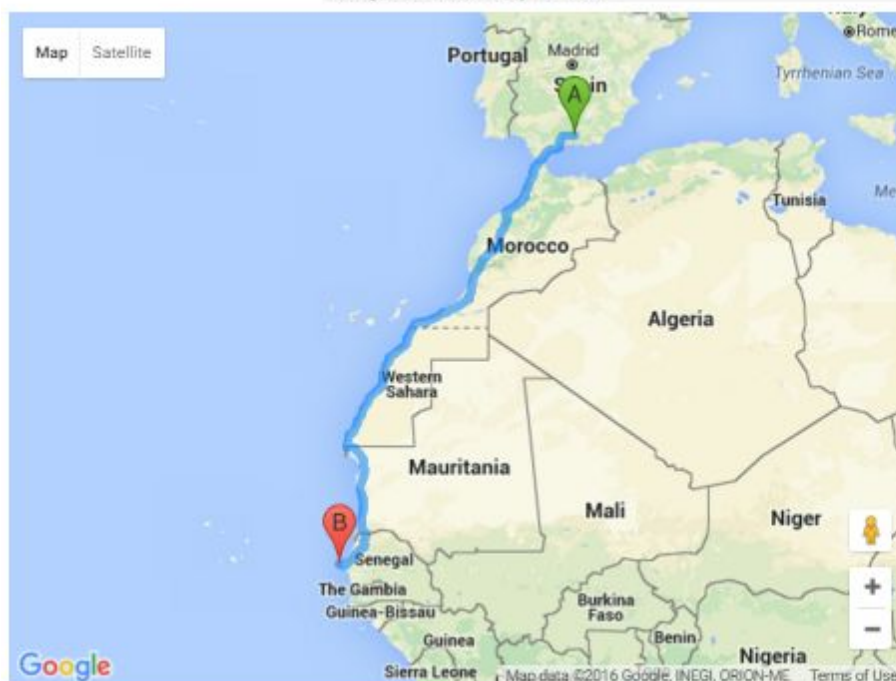 Map Satellite
Portugal
Madrid
Spain
A
Rome
Tyrrhenian Sea
Tunisia
Me
Morocco
Algeria
Western
Sahara
Mauritania
Mali
Niger
B
Senegal
The Gambia
Guinea-Bissau
Burkina
Faso
Guinea
Benin
Nigeria
Sierra Leone
+
−
Google
Map data ©2016 Google, INEGI, ORION-ME Terms of Use